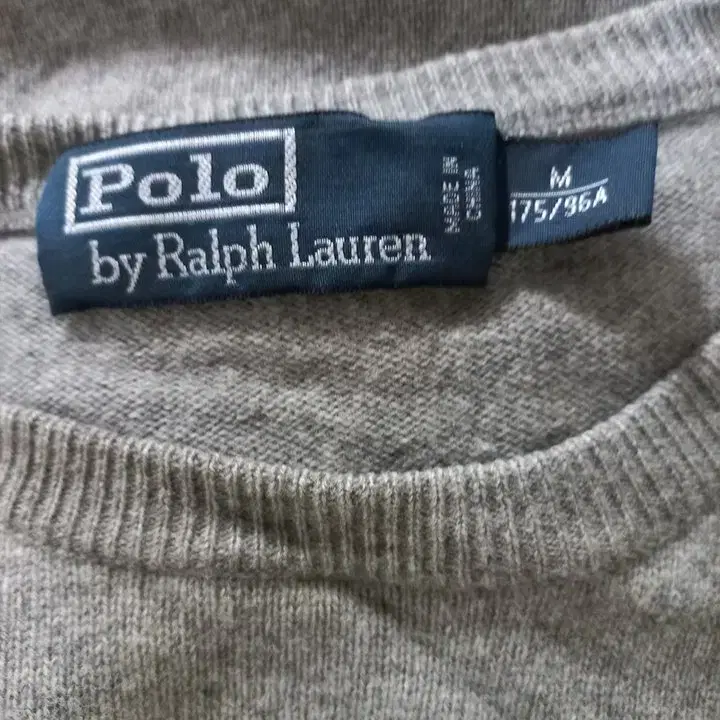 Polo
by Ralph Lauren
MADE IN
CHINA
M
175/96A